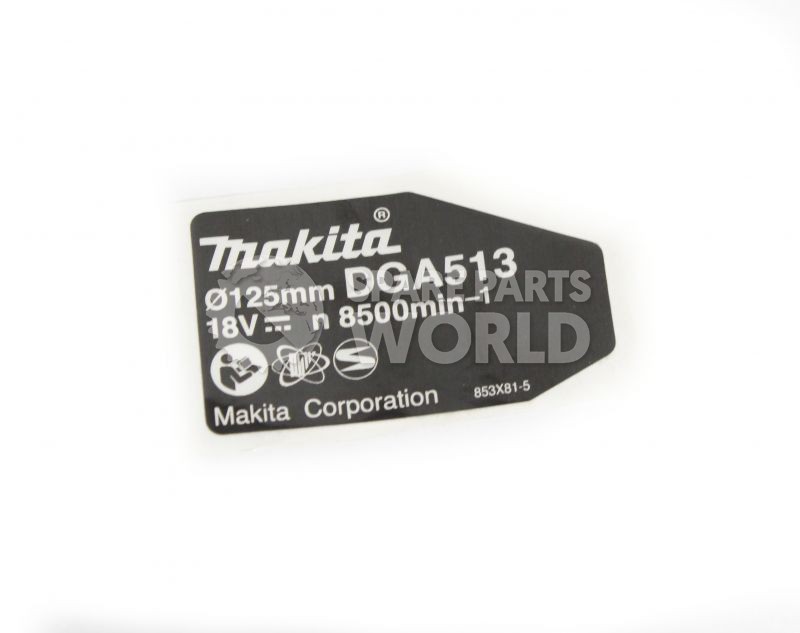 makita®
DGA513
Ø125mm
18V⎓ n 8500min-1
Makita Corporation
853X81-5
SPARE PARTS
WORLD